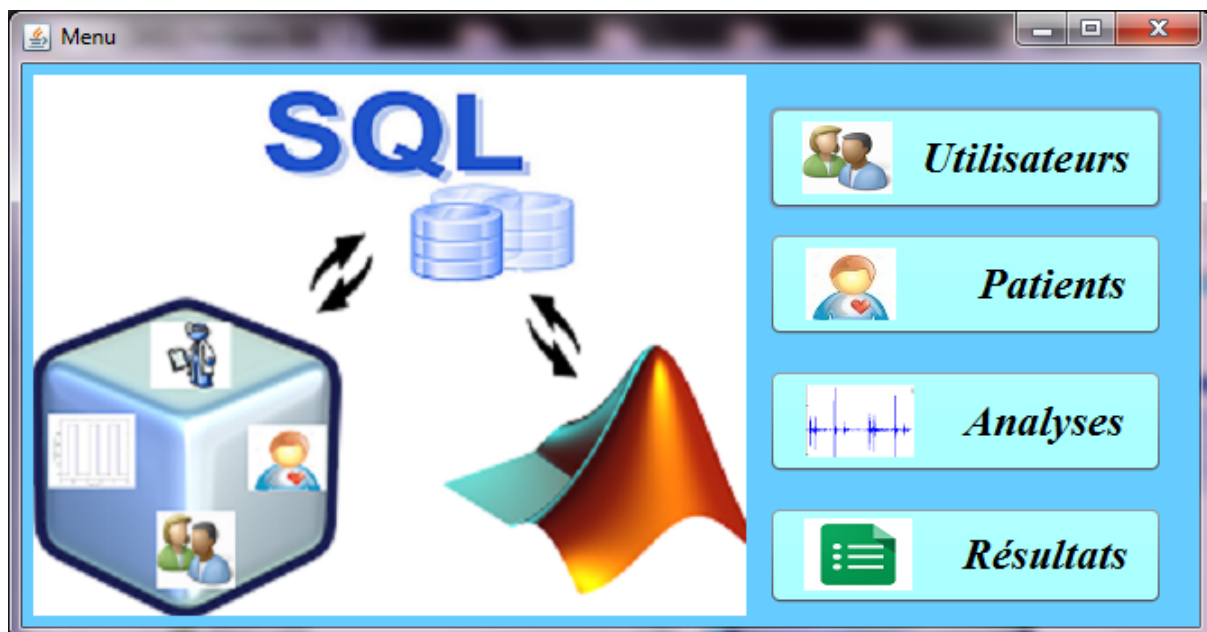 Menu
SQL
Utilisateurs
Patients
Analyses
Résultats